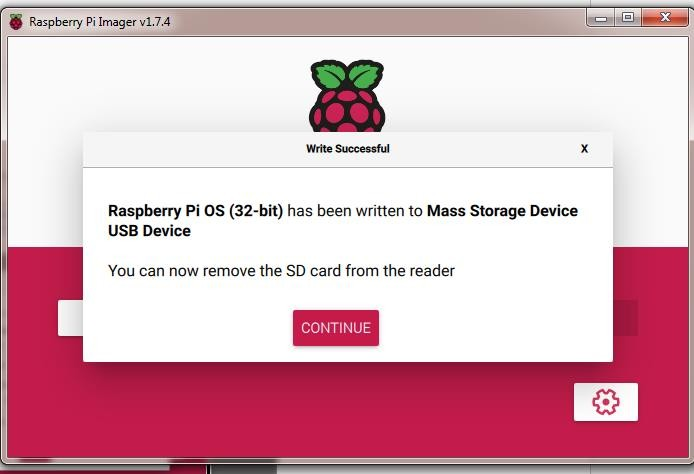 Raspberry Pi Imager v1.7.4
Write Successful
X
Raspberry Pi OS (32-bit) has been written to Mass Storage Device
USB Device
You can now remove the SD card from the reader
CONTINUE